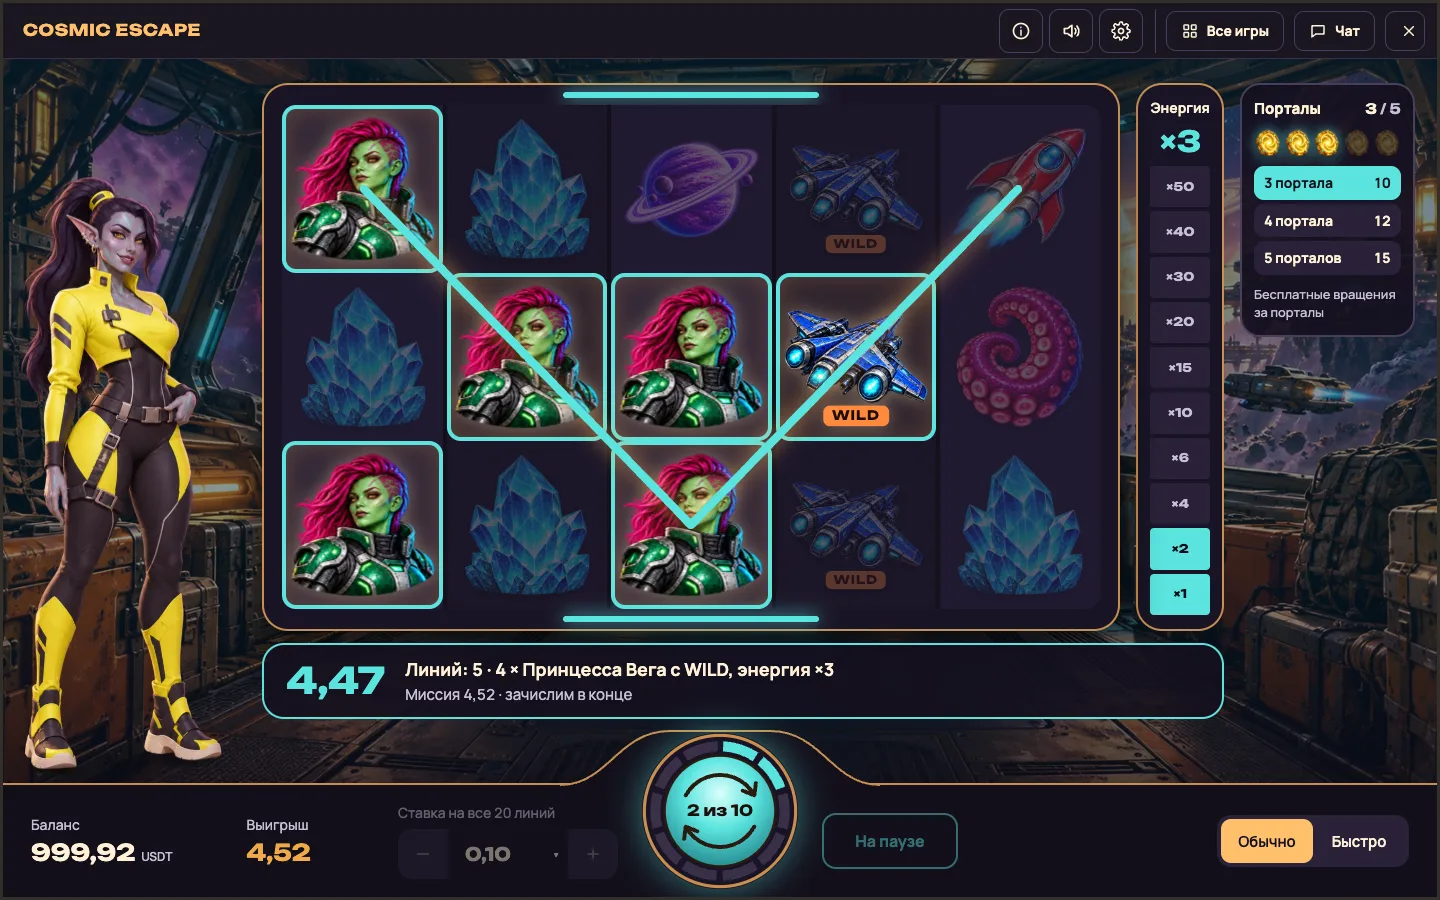 COSMIC ESCAPE
Все игры
Чат
Энергия
×3
×50
×40
×30
×20
×15
×10
×6
×4
×2
×1
Порталы 3 / 5
3 портала 10
4 портала 12
5 порталов 15
Бесплатные вращения
за порталы
WILD
WILD
WILD
4,47
Линий: 5 · 4 × Принцесса Вега с WILD, энергия ×3
Миссия 4,52 · зачислим в конце
Баланс
999,92 USDT
Выигрыш
4,52
Ставка на все 20 линий
− 0,10 +
2 из 10
На паузе
Обычно
Быстро